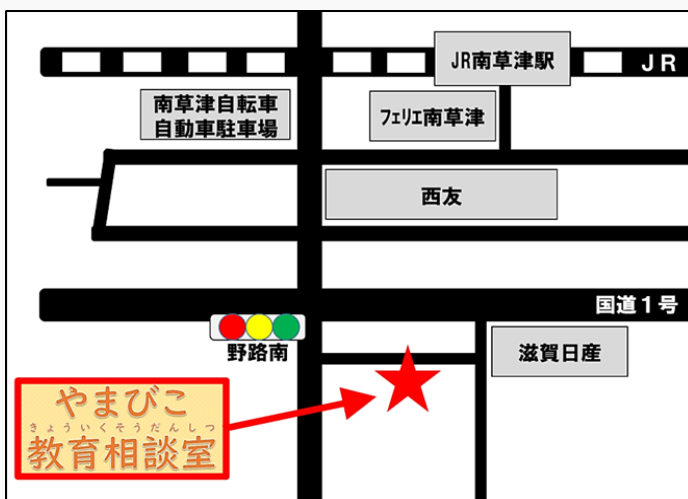 JR南草津駅
JR
南草津自転車
自動車駐車場
フェリエ南草津
西友
国道1号
野路南
滋賀日産
やまびこ
きょういくそうだんしつ
教育相談室